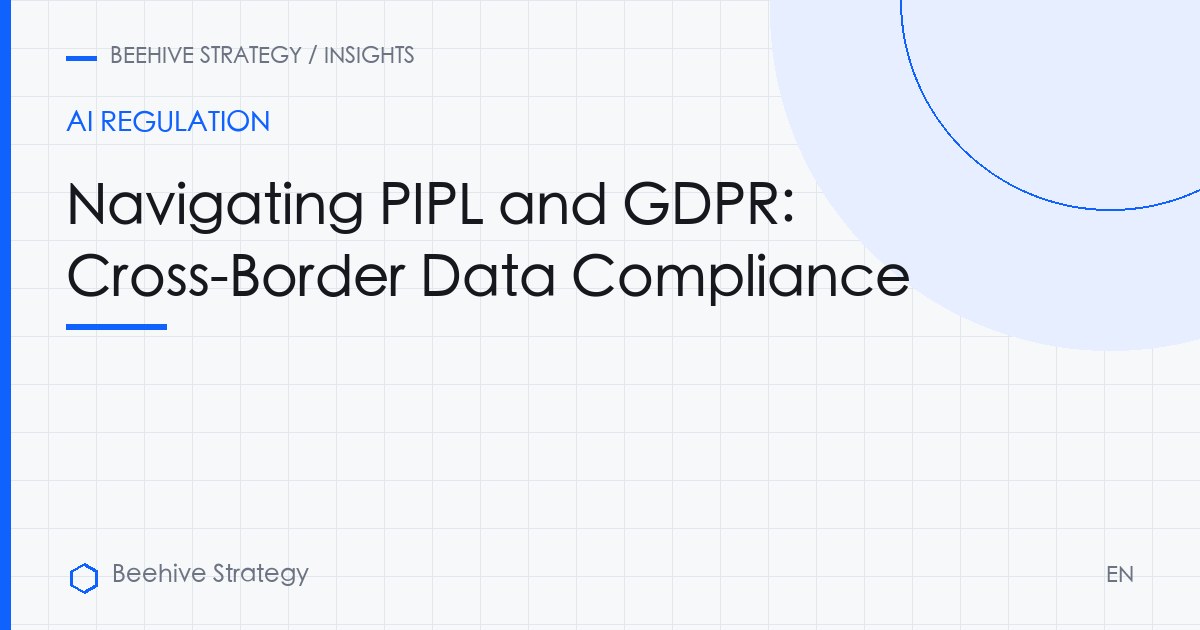 BEEHIVE STRATEGY / INSIGHTS
AI REGULATION
Navigating PIPL and GDPR:
Cross-Border Data Compliance
Beehive Strategy
EN